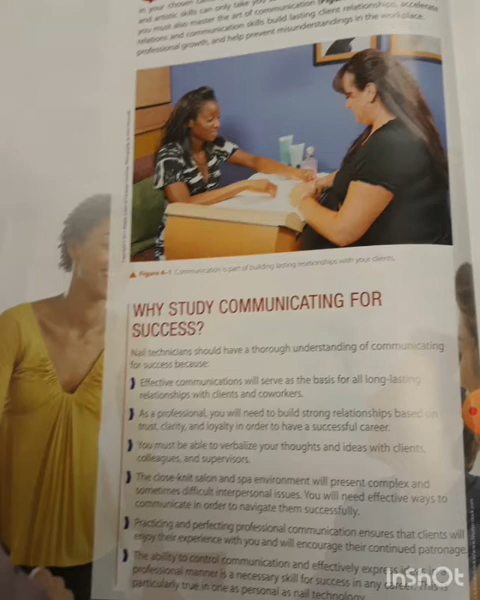 in your chosen
and artistic skills can only take you
you must also master the art of communication
relations and communication skills build lasting client relationships, accelerate
professional growth, and help prevent misunderstandings in the workplace.
Figure 4-1 Communication is part of building lasting relationships with your clients.
WHY STUDY COMMUNICATING FOR
SUCCESS?
Nail technicians should have a thorough understanding of communicating
for success because:
Effective communications will serve as the basis for all long-lasting
relationships with clients and coworkers.
As a professional, you will need to build strong relationships based on
trust, clarity, and loyalty in order to have a successful career.
You must be able to verbalize your thoughts and ideas with clients,
colleagues, and supervisors.
The close-knit salon and spa environment will present complex and
sometimes difficult interpersonal issues. You will need effective ways to
communicate in order to navigate them successfully.
Practicing and perfecting professional communication ensures that clients will
enjoy their experience with you and will encourage their continued patronage.
The ability to control communication and effectively express
professional manner is a necessary skill for success in any
particularly true in one as personal as nail technology.
InShOt